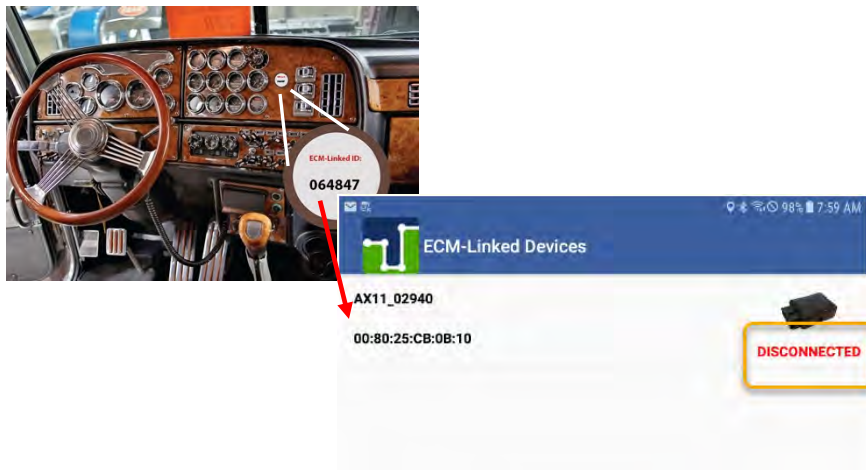 ECM-Linked ID:
064847
98% 7:59 AM
ECM-Linked Devices
AX11_02940
00:80:25:CB:0B:10
DISCONNECTED